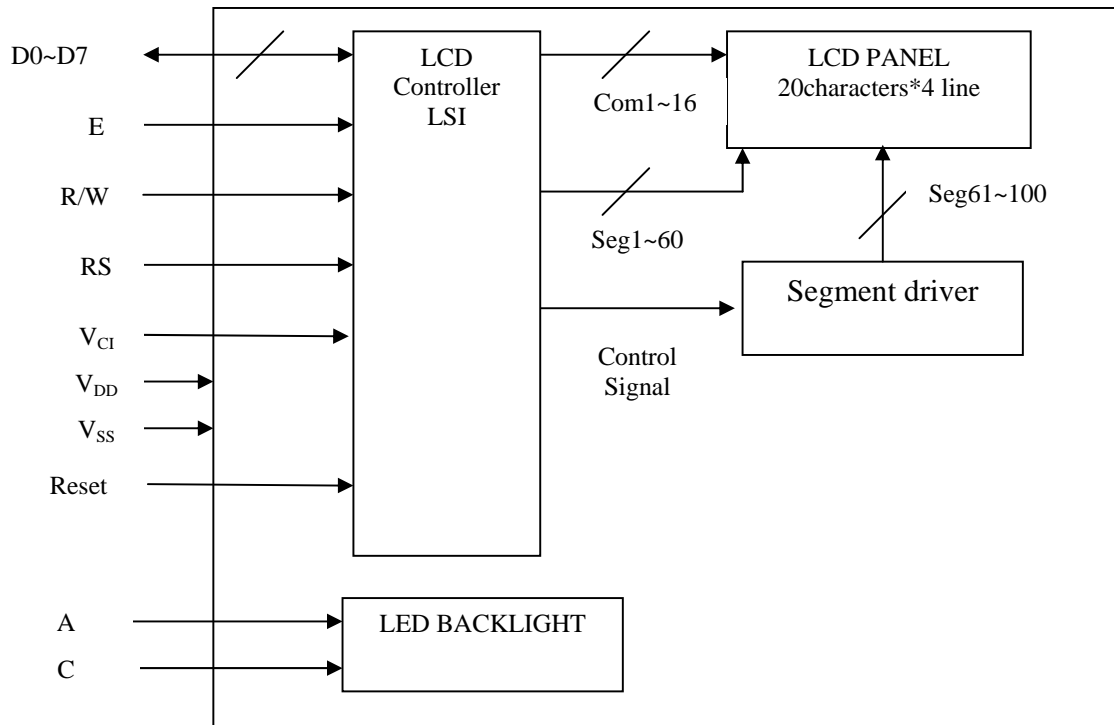 D0~D7
E
R/W
RS
VCI
VDD
VSS
Reset
A
C
LCD
Controller
LSI
Com1~16
Seg1~60
Control
Signal
LCD PANEL
20characters*4 line
Seg61~100
Segment driver
LED BACKLIGHT